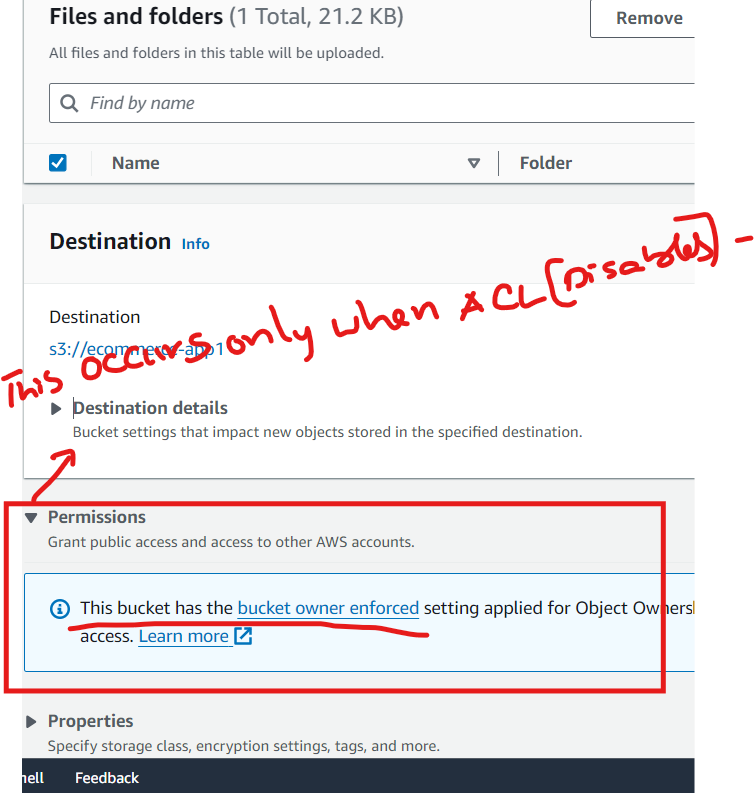 Files and folders (1 Total, 21.2 KB)
Remove
All files and folders in this table will be uploaded.
Find by name
Name
Folder
Destination Info
This occurs only when ACL [Disables] -
Destination
s3://ecommerce-app1
Destination details
Bucket settings that impact new objects stored in the specified destination.
Permissions
Grant public access and access to other AWS accounts.
This bucket has the bucket owner enforced setting applied for Object Owners
access. Learn more
Properties
Specify storage class, encryption settings, tags, and more.
ell Feedback